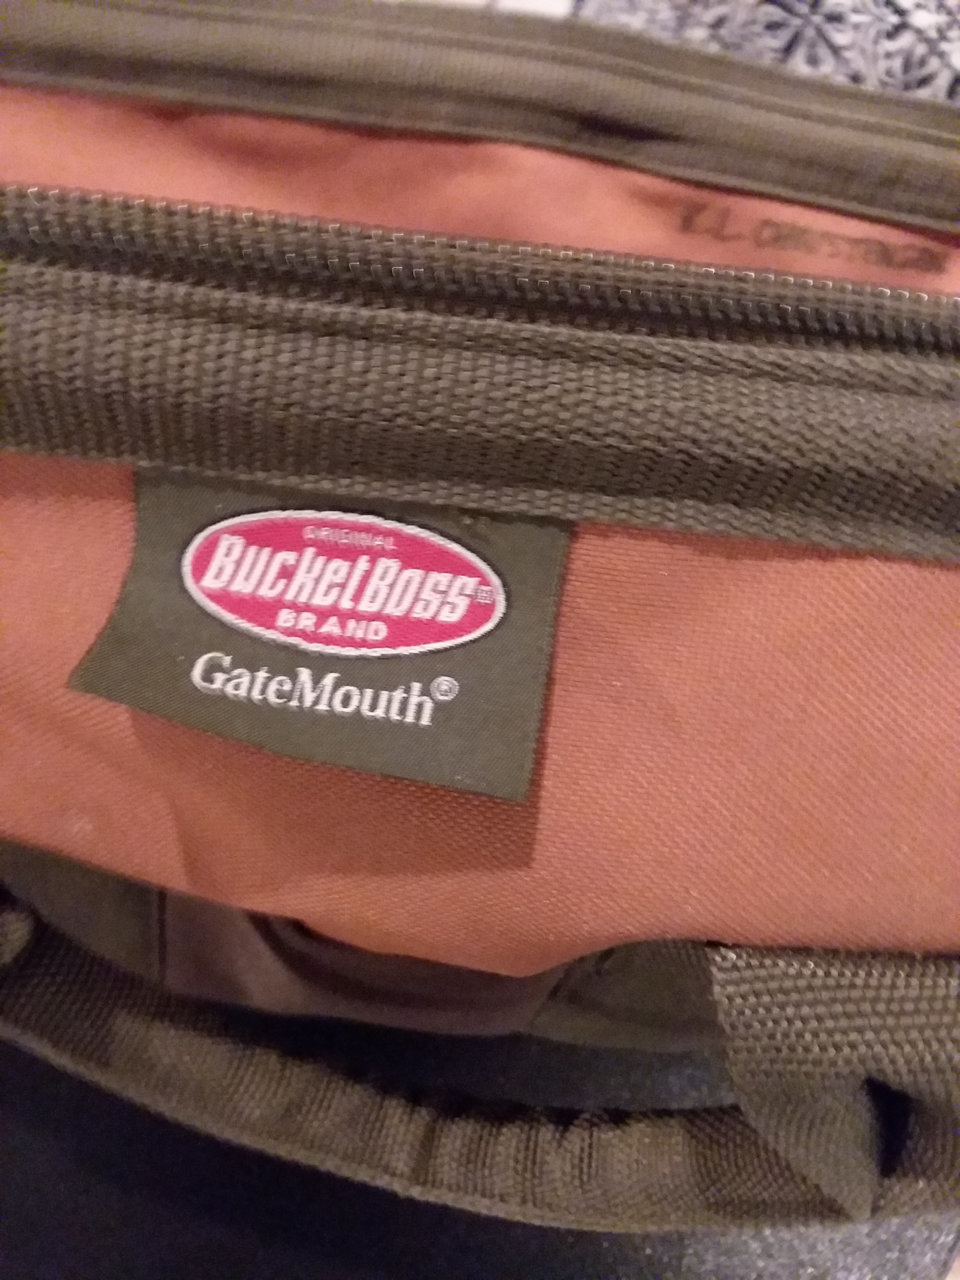 ORIGINAL
BUCKETBOSS®
BRAND
GateMouth®